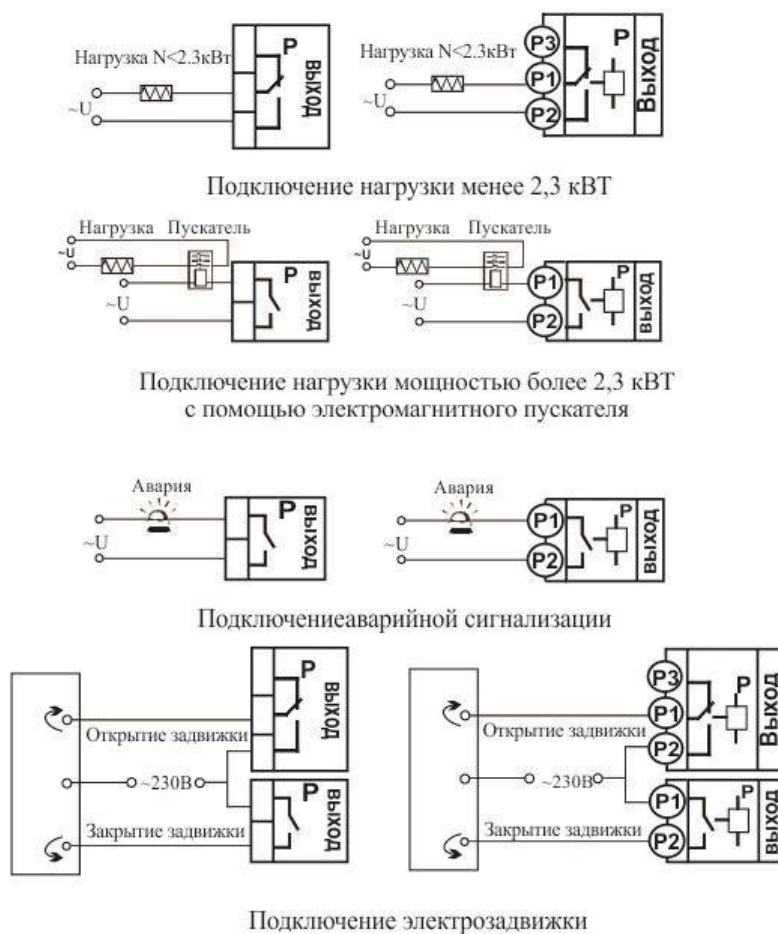 Нагрузка N<2.3кВт
~U
P
ВЫХОД
Нагрузка N<2.3кВт
~U
P3
P1
P2
P
Выход
Подключение нагрузки менее 2,3 кВТ
Нагрузка Пускатель
~U
~U
P
ВЫХОД
Нагрузка Пускатель
~U
~U
P1
P2
P
ВЫХОД
Подключение нагрузки мощностью более 2,3 кВТ
с помощью электромагнитного пускателя
Авария
~U
P
ВЫХОД
Авария
~U
P1
P2
P
ВЫХОД
Подключениеаварийной сигнализации
P
ВЫХОД
Открытие задвижки
~230В
P
ВЫХОД
Закрытие задвижки
P3
P1
P2
P
Выход
Открытие задвижки
~230В
P1
P2
P
ВЫХОД
Закрытие задвижки
Подключение электрозадвижки